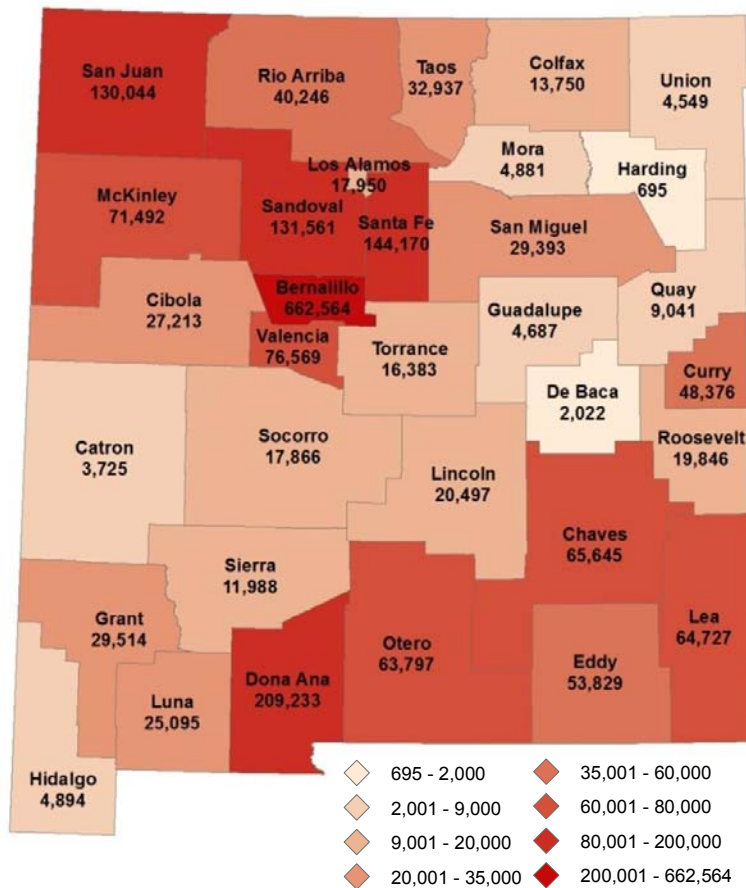 San Juan
130,044
Rio Arriba
40,246
Taos
32,937
Colfax
13,750
Union
4,549
Los Alamos
17,950
Mora
4,881
Harding
695
McKinley
71,492
Sandoval
131,561
Santa Fe
144,170
San Miguel
29,393
Cibola
27,213
Bernalillo
662,564
Valencia
76,569
Torrance
16,383
Guadalupe
4,687
Quay
9,041
Curry
48,376
De Baca
2,022
Roosevelt
19,846
Catron
3,725
Socorro
17,866
Lincoln
20,497
Chaves
65,645
Sierra
11,988
Grant
29,514
Luna
25,095
Dona Ana
209,233
Otero
63,797
Eddy
53,829
Lea
64,727
Hidalgo
4,894
695 - 2,000
2,001 - 9,000
9,001 - 20,000
20,001 - 35,000
35,001 - 60,000
60,001 - 80,000
80,001 - 200,000
200,001 - 662,564